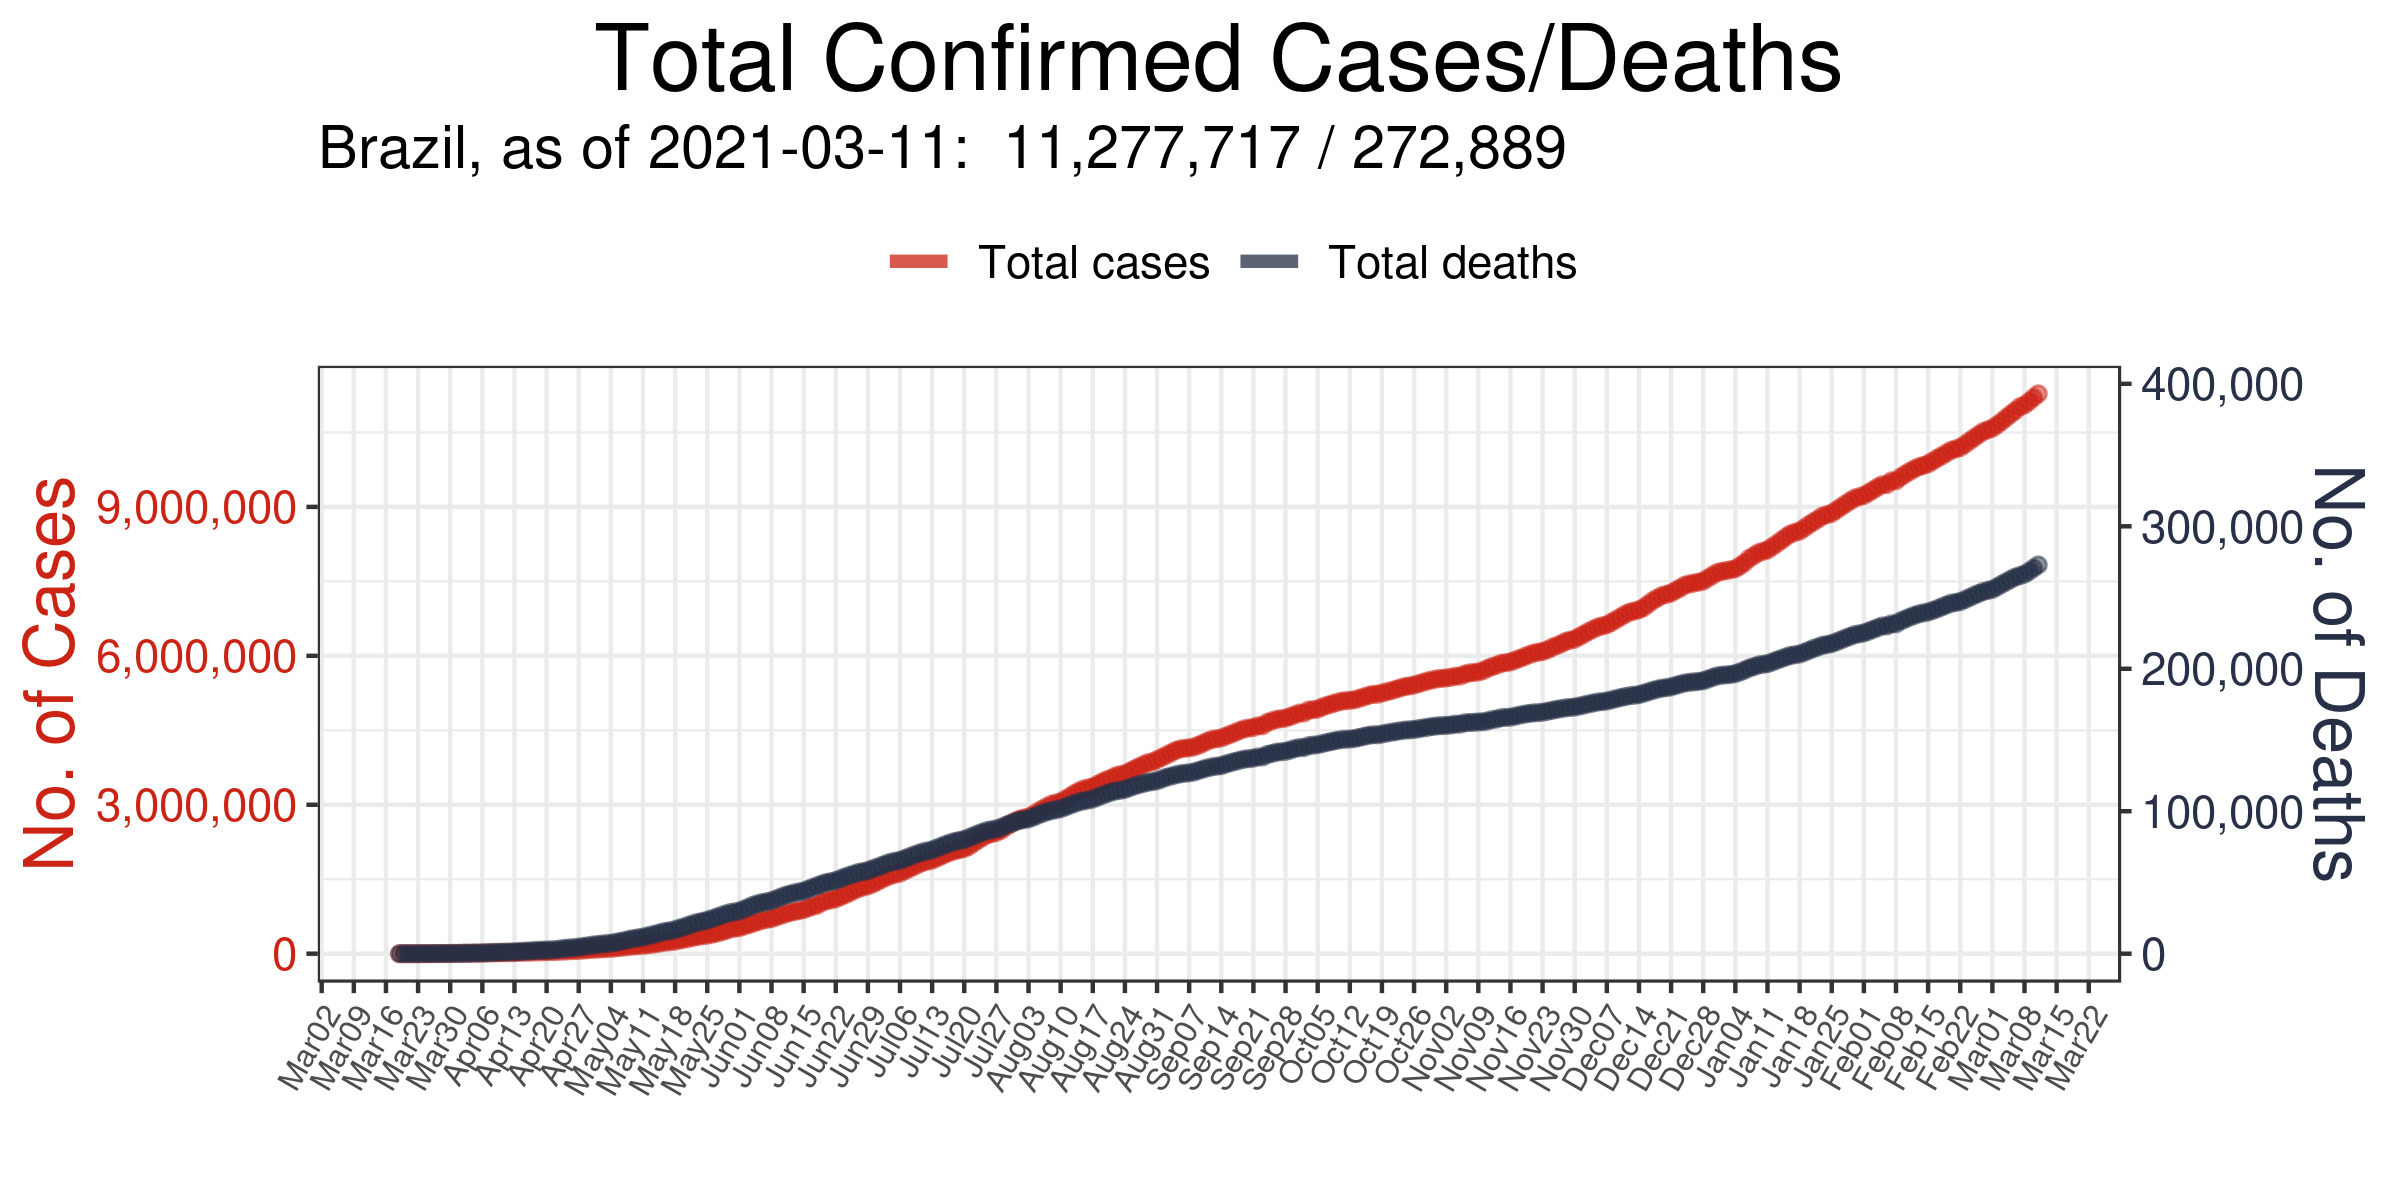 Total Confirmed Cases/Deaths
Brazil, as of 2021-03-11: 11,277,717 / 272,889
Total cases Total deaths
No. of Cases
9,000,000
6,000,000
3,000,000
0
400,000
300,000
200,000
100,000
0
No. of Deaths
Mar02 Mar09 Mar16 Mar23 Mar30 Apr06 Apr13 Apr20 Apr27 May04 May11 May18 May25 Jun01 Jun08 Jun15 Jun22 Jun29 Jul06 Jul13 Jul20 Jul27 Aug03 Aug10 Aug17 Aug24 Aug31 Sep07 Sep14 Sep21 Sep28 Oct05 Oct12 Oct19 Oct26 Nov02 Nov09 Nov16 Nov23 Nov30 Dec07 Dec14 Dec21 Dec28 Jan04 Jan11 Jan18 Jan25 Feb01 Feb08 Feb15 Feb22 Mar01 Mar08 Mar15 Mar22